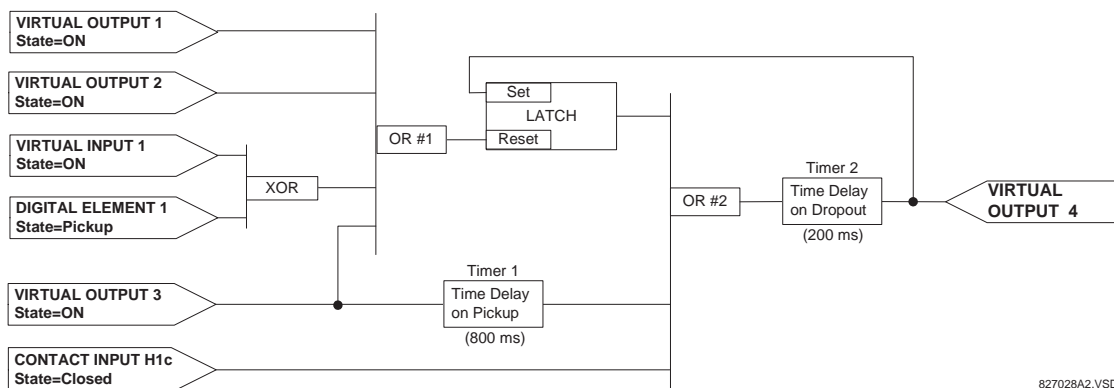 VIRTUAL OUTPUT 1
State=ON
VIRTUAL OUTPUT 2
State=ON
VIRTUAL INPUT 1
State=ON
DIGITAL ELEMENT 1
State=Pickup
XOR
OR #1
Set
LATCH
Reset
VIRTUAL OUTPUT 3
State=ON
Timer 1
Time Delay
on Pickup
(800 ms)
CONTACT INPUT H1c
State=Closed
OR #2
Timer 2
Time Delay
on Dropout
(200 ms)
VIRTUAL
OUTPUT 4
827028A2.VSD